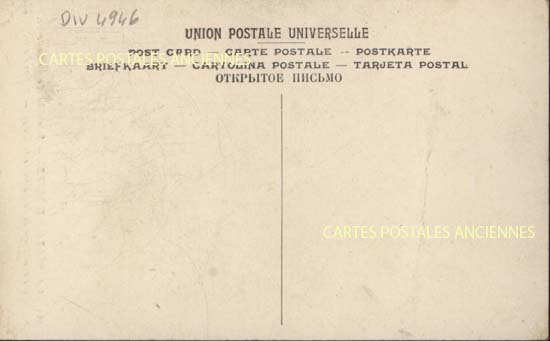 DIV 4946
UNION POSTALE UNIVERSELLE
POST CARD — CARTE POSTALE -- POSTKARTE
CARTES POSTALES ANCIENNES
BRIEFKAART — CARTOLINA POSTALE — TARJETA POSTAL
ОТКРЫТОЕ ПИСЬМО
CARTES POSTALES ANCIENNES